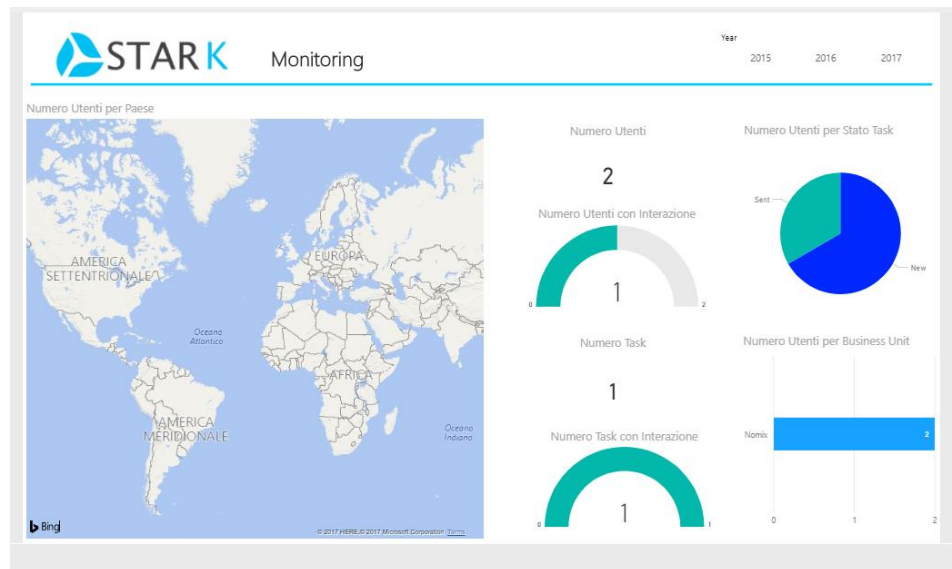 STARK
Monitoring
Year
2015 2016 2017
Numero Utenti per Paese
AMERICA
SETTENTRIONALE
EUROPA
Oceano
Atlantico
AFRICA
AMERICA
MERIDIONALE
Oceano
Indiano
Bing
© 2017 HERE, © 2017 Microsoft Corporation Terms
Numero Utenti
2
Numero Utenti con Interazione
1
0 2
Numero Task
1
Numero Task con Interazione
1
0 1
Numero Utenti per Stato Task
Sent
New
Numero Utenti per Business Unit
Nomix
2
0 1 2